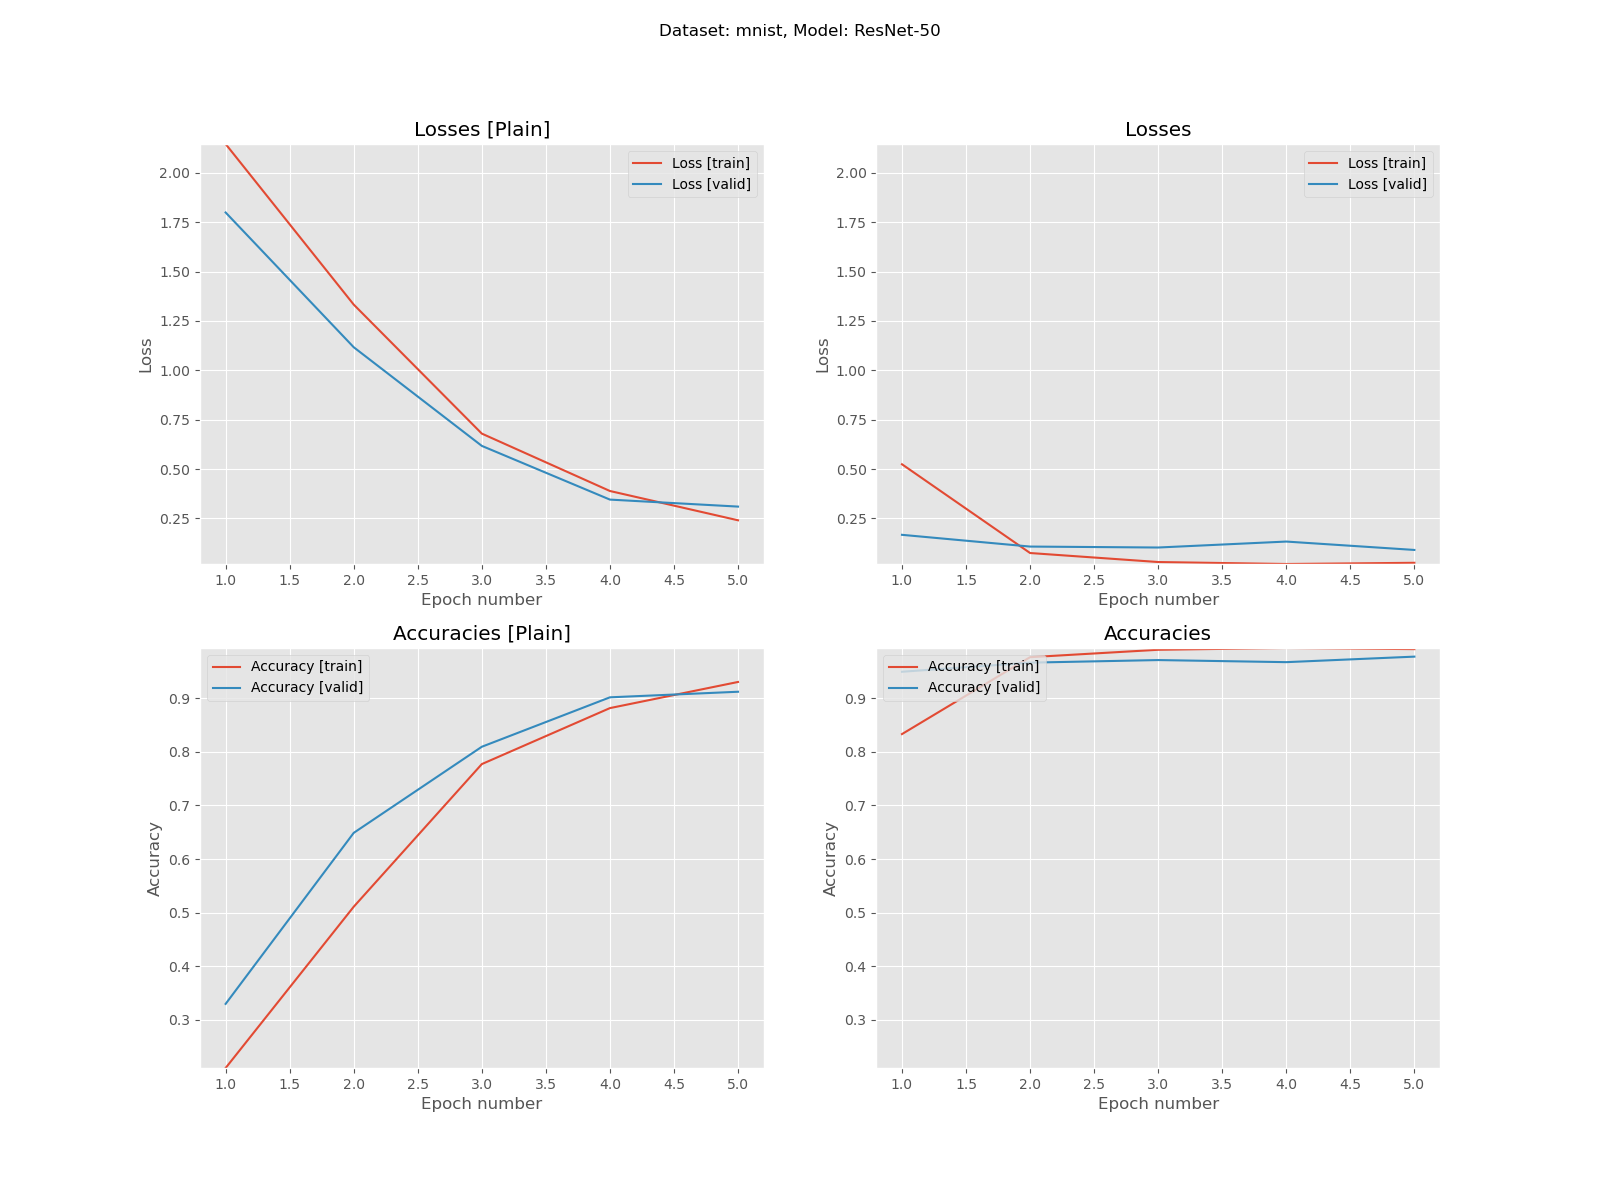 Dataset: mnist, Model: ResNet-50
Losses [Plain]
Loss [train]
Loss [valid]
2.00
1.75
1.50
1.25
1.00
0.75
0.50
0.25
Loss
1.0 1.5 2.0 2.5 3.0 3.5 4.0 4.5 5.0
Epoch number
Losses
Loss [train]
Loss [valid]
2.00
1.75
1.50
1.25
1.00
0.75
0.50
0.25
Loss
1.0 1.5 2.0 2.5 3.0 3.5 4.0 4.5 5.0
Epoch number
Accuracies [Plain]
Accuracy [train]
Accuracy [valid]
0.9
0.8
0.7
0.6
0.5
0.4
0.3
Accuracy
1.0 1.5 2.0 2.5 3.0 3.5 4.0 4.5 5.0
Epoch number
Accuracies
Accuracy [train]
Accuracy [valid]
0.9
0.8
0.7
0.6
0.5
0.4
0.3
Accuracy
1.0 1.5 2.0 2.5 3.0 3.5 4.0 4.5 5.0
Epoch number